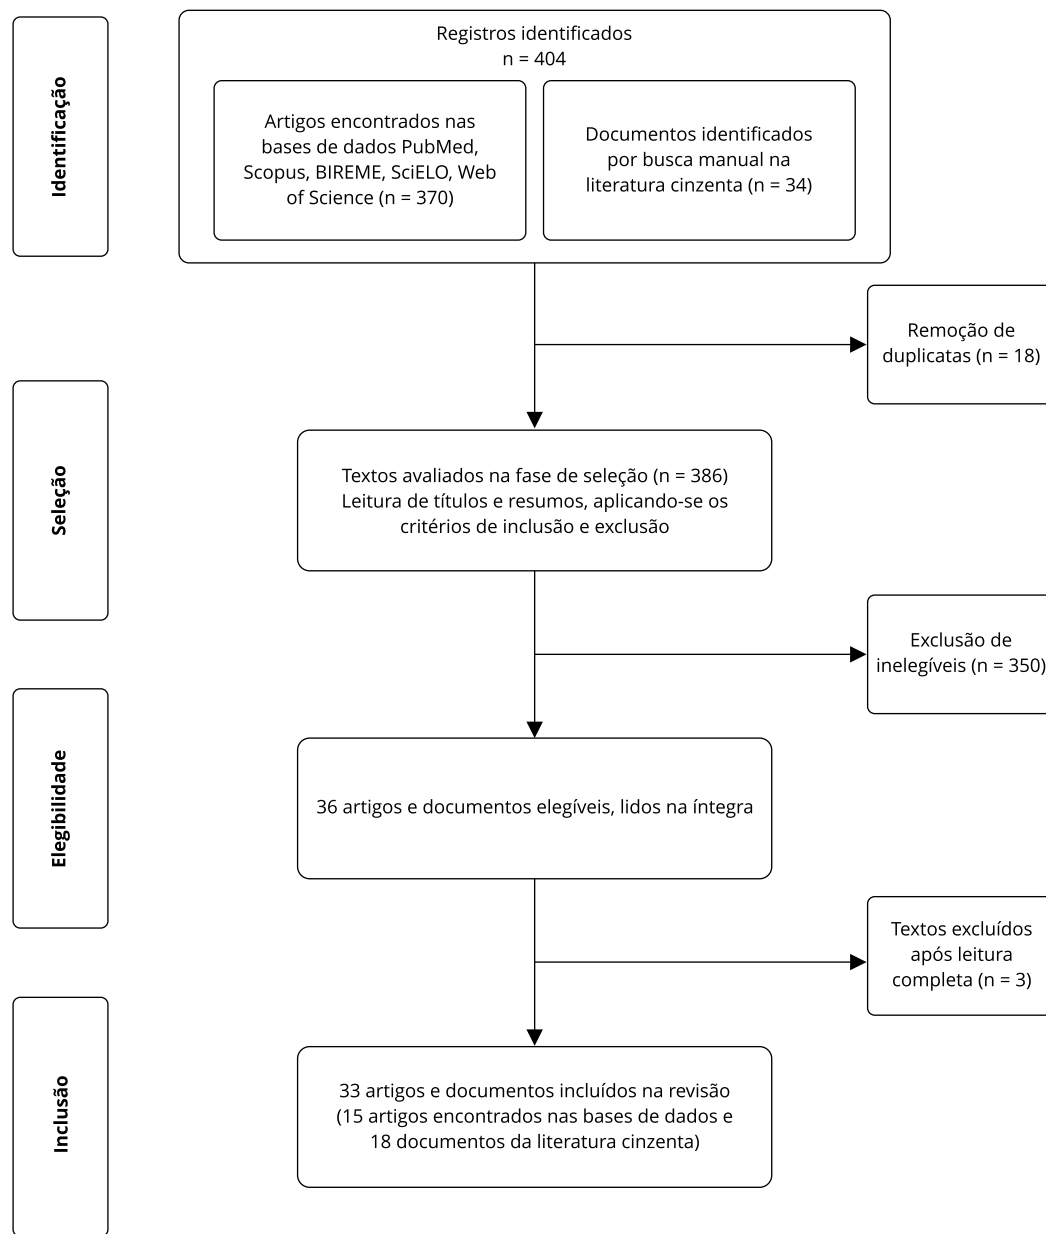 Identificação
Registros identificados
n = 404
Artigos encontrados nas
bases de dados PubMed,
Scopus, BIREME, SciELO, Web
of Science (n = 370)
Documentos identificados
por busca manual na
literatura cinzenta (n = 34)
Remoção de
duplicatas (n = 18)
Seleção
Textos avaliados na fase de seleção (n = 386)
Leitura de títulos e resumos, aplicando-se os
critérios de inclusão e exclusão
Exclusão de
inelegíveis (n = 350)
Elegibilidade
36 artigos e documentos elegíveis, lidos na íntegra
Textos excluídos
após leitura
completa (n = 3)
Inclusão
33 artigos e documentos incluídos na revisão
(15 artigos encontrados nas bases de dados e
18 documentos da literatura cinzenta)